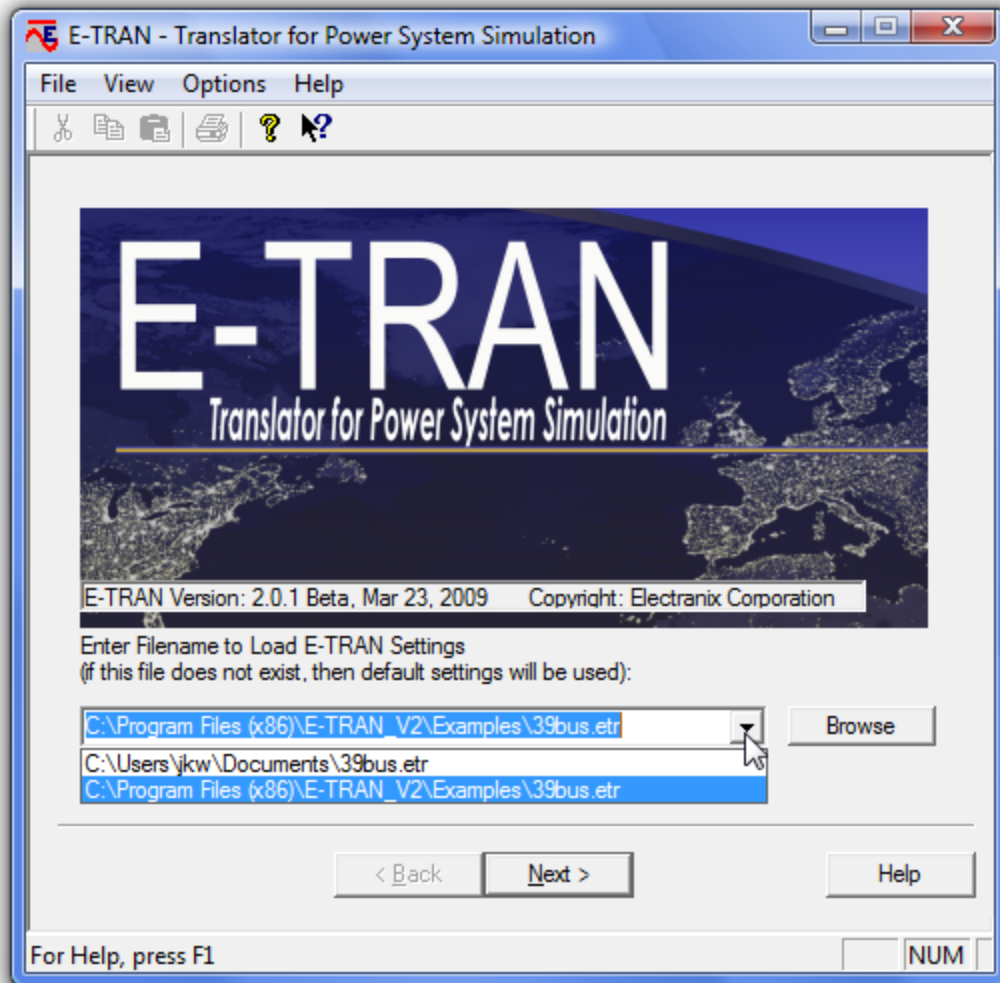 E-TRAN - Translator for Power System Simulation
File View Options Help
E-TRAN
Translator for Power System Simulation
E-TRAN Version: 2.0.1 Beta, Mar 23, 2009 Copyright: Electranix Corporation
Enter Filename to Load E-TRAN Settings
(if this file does not exist, then default settings will be used):
C:\Program Files (x86)\E-TRAN_V2\Examples\39bus.etr
Browse
C:\Users\jkw\Documents\39bus.etr
C:\Program Files (x86)\E-TRAN_V2\Examples\39bus.etr
< Back
Next >
Help
For Help, press F1
NUM